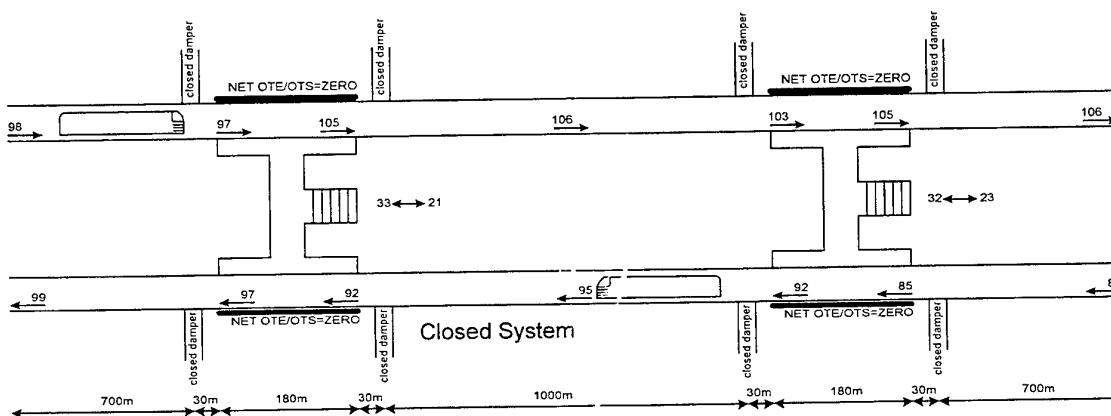 closed damper
closed damper
closed damper
closed damper
NET OTE/OTS=ZERO
NET OTE/OTS=ZERO
98
97
105
106
103
105
106
33
21
32
23
99
97
92
95
92
85
NET OTE/OTS=ZERO
NET OTE/OTS=ZERO
closed damper
closed damper
closed damper
closed damper
Closed System
700m
30m
180m
30m
1000m
30m
180m
30m
700m